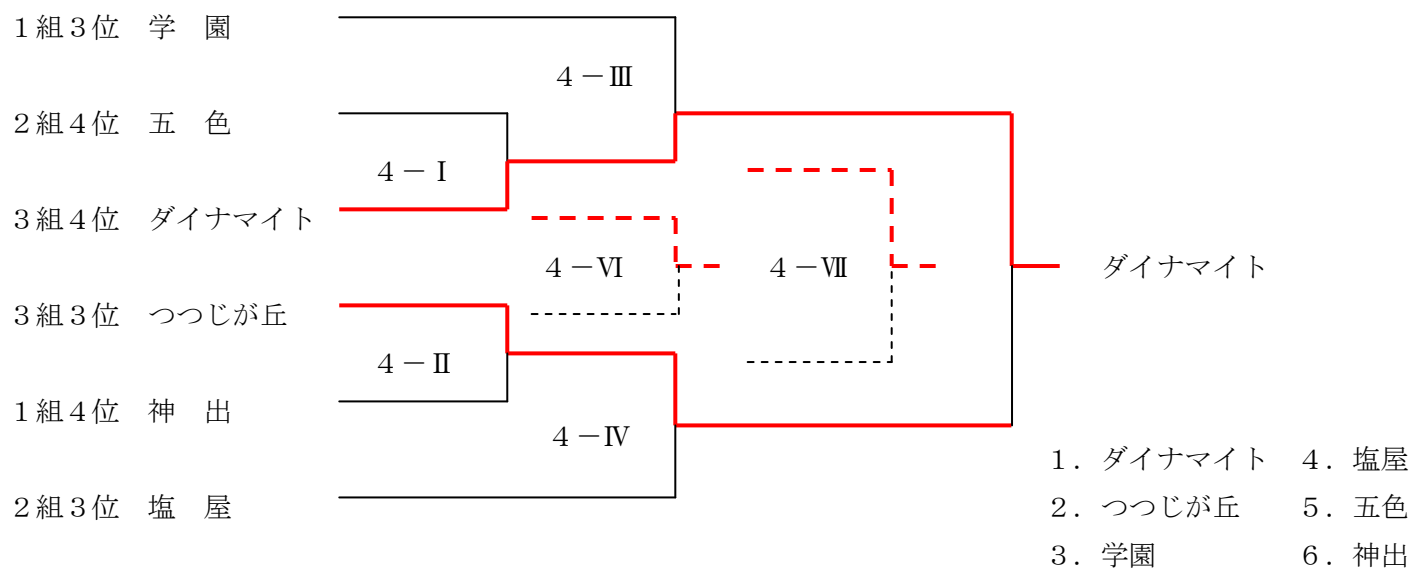 1組3位 学 園
4-Ⅲ
2組4位 五 色
4-Ⅰ
3組4位 ダイナマイト
4-Ⅵ 4-Ⅶ ダイナマイト
3組3位 つつじが丘
4-Ⅱ
1組4位 神 出
4-Ⅳ
2組3位 塩 屋
1.ダイナマイト 4.塩屋
2.つつじが丘 5.五色
3.学園 6.神出